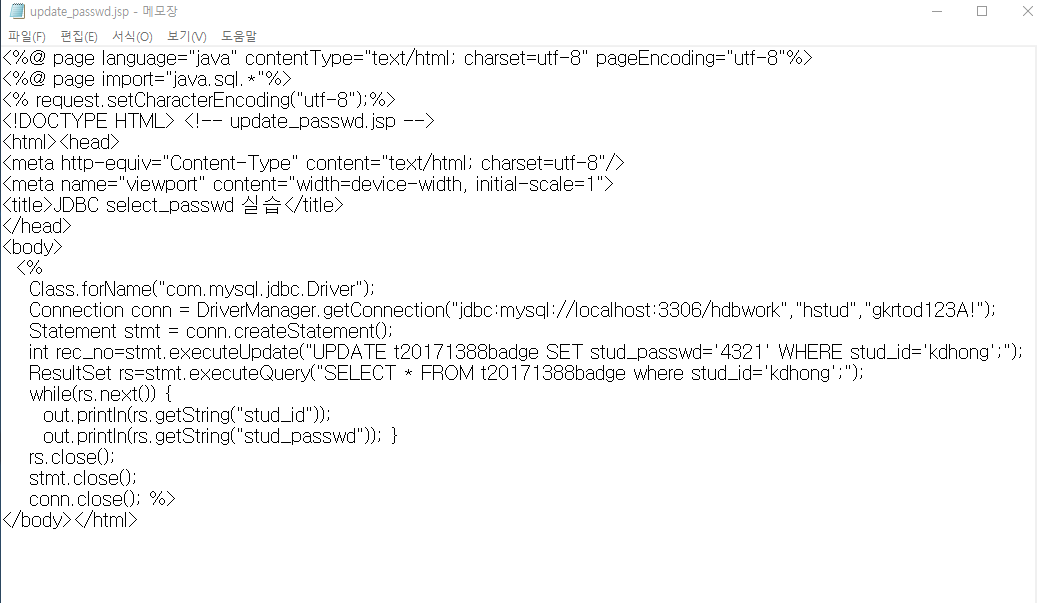 update_passwd.jsp - 메모장
파일(F) 편집(E) 서식(O) 보기(V) 도움말
<%@ page language="java" contentType="text/html; charset=utf-8" pageEncoding="utf-8"%>
<%@ page import="java.sql.*"%>
<% request.setCharacterEncoding("utf-8");%>
<!DOCTYPE HTML> <!-- update_passwd.jsp -->
<html><head>
<meta http-equiv="Content-Type" content="text/html; charset=utf-8"/>
<meta name="viewport" content="width=device-width, initial-scale=1">
<title>JDBC select_passwd 실습</title>
</head>
<body>
<%
Class.forName("com.mysql.jdbc.Driver");
Connection conn = DriverManager.getConnection("jdbc:mysql://localhost:3306/hdbwork","hstud","gkrtod123A!");
Statement stmt = conn.createStatement();
int rec_no=stmt.executeUpdate("UPDATE t20171388badge SET stud_passwd='4321' WHERE stud_id='kdhong';");
ResultSet rs=stmt.executeQuery("SELECT * FROM t20171388badge where stud_id='kdhong';");
while(rs.next()) {
out.println(rs.getString("stud_id"));
out.println(rs.getString("stud_passwd")); }
rs.close();
stmt.close();
conn.close(); %>
</body></html>